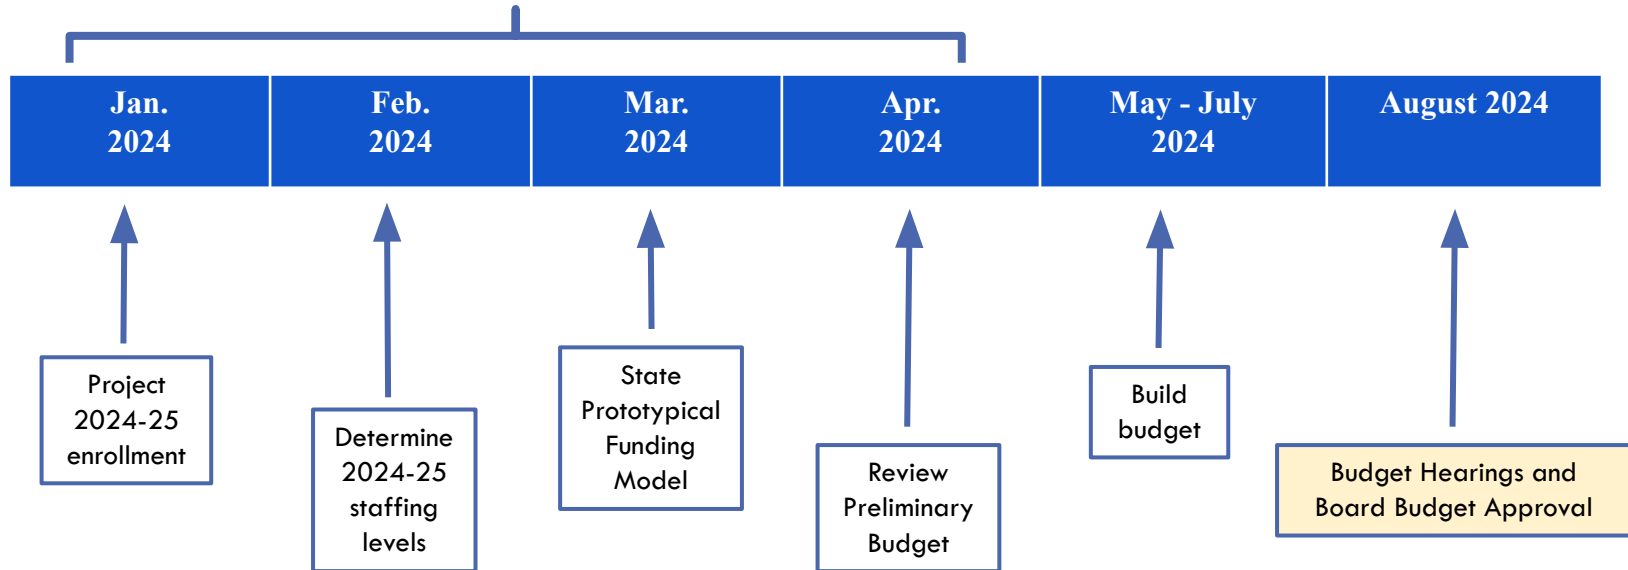 Jan.
2024
Feb.
2024
Mar.
2024
Apr.
2024
May - July
2024
August 2024
Project
2024-25
enrollment
Determine
2024-25
staffing
levels
State
Prototypical
Funding
Model
Review
Preliminary
Budget
Build
budget
Budget Hearings and
Board Budget Approval